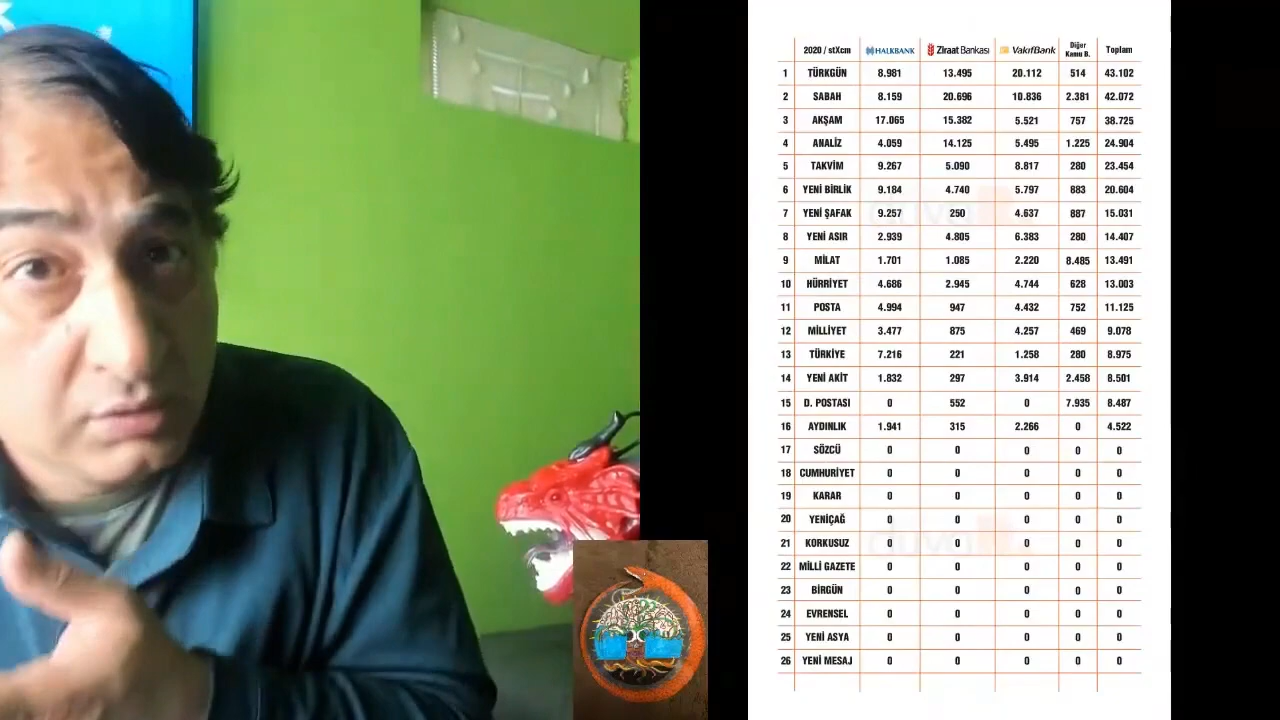 2020 / stXcm HALKBANK Ziraat Bankası VakıfBank Diğer Kamu B. Toplam
1 TÜRKGÜN 8.981 13.495 20.112 514 43.102
2 SABAH 8.159 20.696 10.836 2.381 42.072
3 AKŞAM 17.065 15.382 5.521 757 38.725
4 ANALİZ 4.059 14.125 5.495 1.225 24.904
5 TAKVİM 9.267 5.090 8.817 280 23.454
6 YENİ BİRLİK 9.184 4.740 5.797 883 20.604
7 YENİ ŞAFAK 9.257 250 4.637 887 15.031
8 YENİ ASIR 2.939 4.805 6.383 280 14.407
9 MİLAT 1.701 1.085 2.220 8.485 13.491
10 HÜRRİYET 4.686 2.945 4.744 628 13.003
11 POSTA 4.994 947 4.432 752 11.125
12 MİLLİYET 3.477 875 4.257 469 9.078
13 TÜRKİYE 7.216 221 1.258 280 8.975
14 YENİ AKİT 1.832 297 3.914 2.458 8.501
15 D. POSTASI 0 552 0 7.935 8.487
16 AYDINLIK 1.941 315 2.266 0 4.522
17 SÖZCÜ 0 0 0 0 0
18 CUMHURİYET 0 0 0 0 0
19 KARAR 0 0 0 0 0
20 YENİÇAĞ 0 0 0 0 0
21 KORKUSUZ 0 0 0 0 0
22 MİLLİ GAZETE 0 0 0 0 0
23 BİRGÜN 0 0 0 0 0
24 EVRENSEL 0 0 0 0 0
25 YENİ ASYA 0 0 0 0 0
26 YENİ MESAJ 0 0 0 0 0